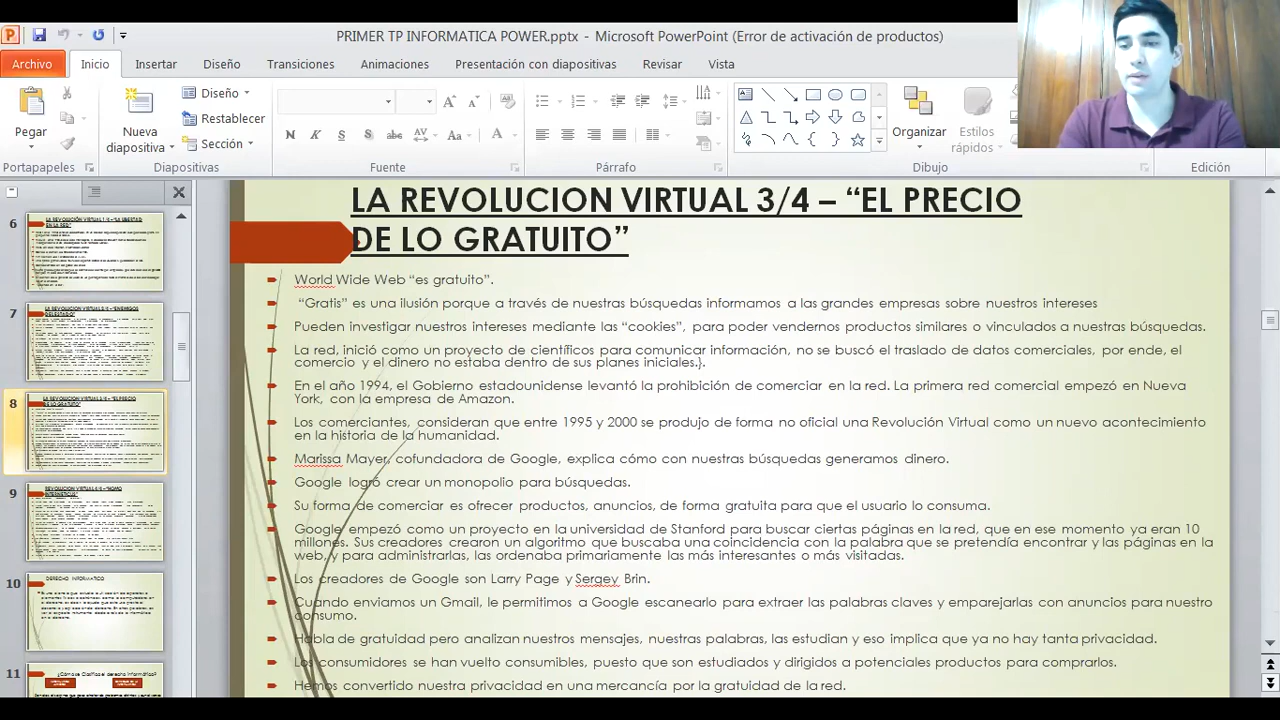 PRIMER TP INFORMATICA POWER.pptx - Microsoft PowerPoint (Error de activación de productos)
Archivo Inicio Insertar Diseño Transiciones Animaciones Presentación con diapositivas Revisar Vista
Pegar
Nueva diapositiva
Diseño
Restablecer
Sección
Organizar
Estilos rápidos
Portapapeles Diapositivas Fuente Párrafo Dibujo Edición
6
7
8
9
10
DERECHO INFORMATICO
11
¿Cómo se Clasifica el derecho informático?
LA REVOLUCION VIRTUAL 3/4 – “EL PRECIO
DE LO GRATUITO”
World Wide Web “es gratuito”.
“Gratis” es una ilusión porque a través de nuestras búsquedas informamos a las grandes empresas sobre nuestros intereses
Pueden investigar nuestros intereses mediante las “cookies”, para poder vendernos productos similares o vinculados a nuestras búsquedas.
La red, inició como un proyecto de científicos para comunicar información, no se buscó el traslado de datos comerciales, por ende, el
comercio y el dinero no estaba dentro de sus planes iniciales.}.
En el año 1994, el Gobierno estadounidense levantó la prohibición de comerciar en la red. La primera red comercial empezó en Nueva
York, con la empresa de Amazon.
Los comerciantes, consideran que entre 1995 y 2000 se produjo de forma no oficial una Revolución Virtual como un nuevo acontecimiento
en la historia de la humanidad.
Marissa Mayer, cofundadora de Google, explica cómo con nuestras búsquedas generamos dinero.
Google logró crear un monopolio para búsquedas.
Su forma de comerciar es ofrecer productos, anuncios, de forma gratuita para que el usuario lo consuma.
Google empezó como un proyecto en la universidad de Stanford para buscar ciertas páginas en la red, que en ese momento ya eran 10
millones. Sus creadores crearon un algoritmo que buscaba una coincidencia con la palabra que se pretendía encontrar y las páginas en la
web, y para administrarlas, las ordenaba primariamente las más interesantes o más visitadas.
Los creadores de Google son Larry Page y Sergey Brin.
Cuando enviamos un Gmail, le permitimos a Google escanearlo para extraer las palabras claves y emparejarlas con anuncios para nuestro
consumo.
Habla de gratuidad pero analizan nuestros mensajes, nuestras palabras, las estudian y eso implica que ya no hay tanta privacidad.
Los consumidores se han vuelto consumibles, puesto que son estudiados y dirigidos a potenciales productos para comprarlos.
Hemos convertido nuestra privacidad en una mercancía por la gratuidad de la red.